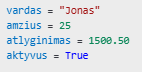 vardas = "Jonas"
amzius = 25
atlyginimas = 1500.50
aktyvus = True